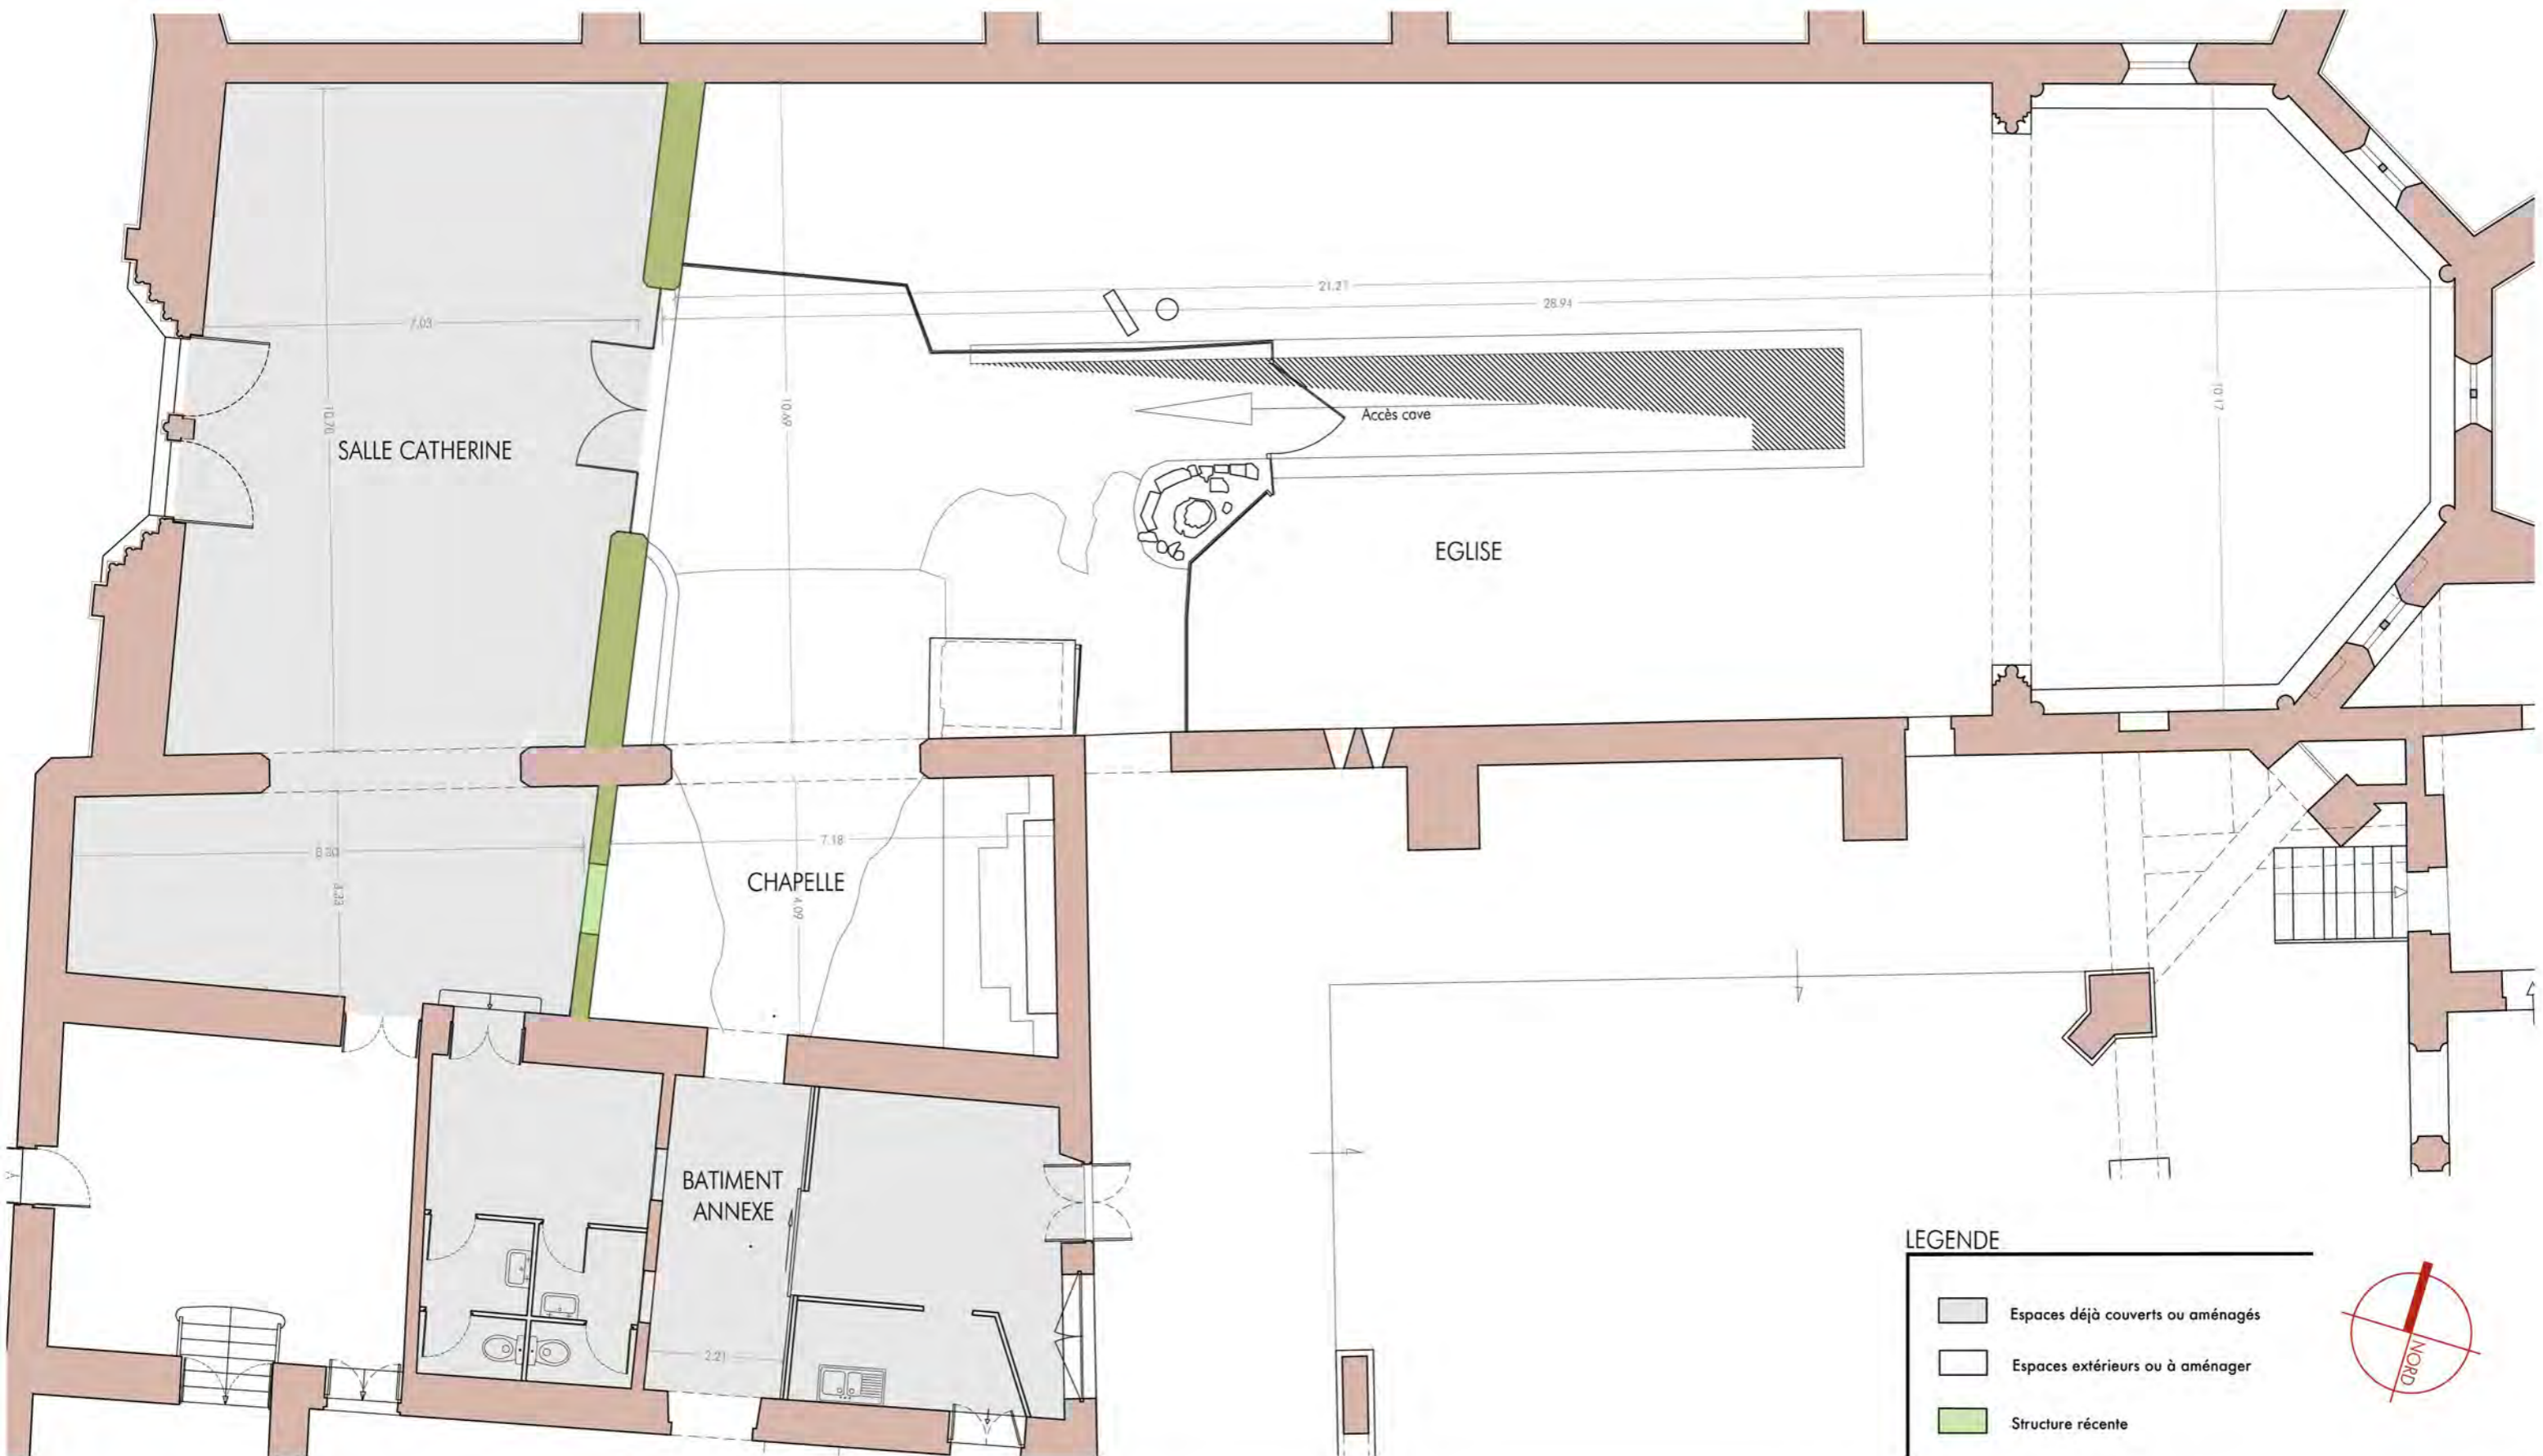 21.21
28.94
7.03
10.70
10.69
10.17
Accès cave
SALLE CATHERINE
EGLISE
7.18
4.33
CHAPELLE
4.09
BATIMENT
ANNEXE
2.21
LEGENDE
Espaces déjà couverts ou aménagés
Espaces extérieurs ou à aménager
Structure récente
NORD